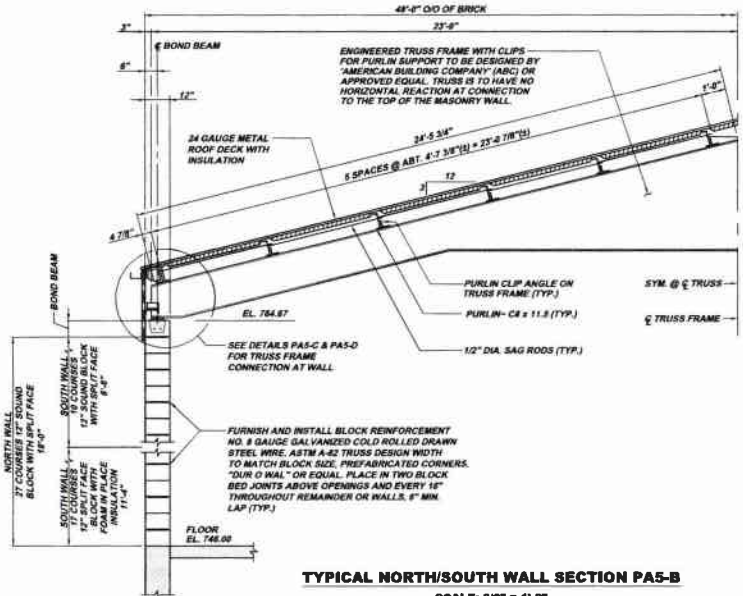 48'-0" O/O OF BRICK
3"
23'-6"
℄ BOND BEAM
6"
12"
ENGINEERED TRUSS FRAME WITH CLIPS
FOR PURLIN SUPPORT TO BE DESIGNED BY
"AMERICAN BUILDING COMPANY" (ABC) OR
APPROVED EQUAL. TRUSS IS TO HAVE NO
HORIZONTAL REACTION AT CONNECTION
TO THE TOP OF THE MASONRY WALL.
1'-0"
24'-5 3/4"
5 SPACES @ ABT. 4'-7 3/8"(±) = 23'-0 7/8"(±)
24 GAUGE METAL
ROOF DECK WITH
INSULATION
12
3
4 7/8"
BOND BEAM
EL. 764.67
PURLIN CLIP ANGLE ON
TRUSS FRAME (TYP.)
SYM. @ ℄ TRUSS
PURLIN- C8 x 11.5 (TYP.)
℄ TRUSS FRAME
1/2" DIA. SAG RODS (TYP.)
SEE DETAILS PA5-C & PA5-D
FOR TRUSS FRAME
CONNECTION AT WALL
NORTH WALL
27 COURSES 12" SOUND
BLOCK WITH SPLIT FACE
18'-0"
SOUTH WALL
10 COURSES
12" SOUND BLOCK
WITH SPLIT FACE
6'-8"
SOUTH WALL
17 COURSES
12" SPLIT FACE
BLOCK WITH
FOAM IN PLACE
INSULATION
11'-4"
FURNISH AND INSTALL BLOCK REINFORCEMENT
NO. 8 GAUGE GALVANIZED COLD ROLLED DRAWN
STEEL WIRE, ASTM A-82 TRUSS DESIGN WIDTH
TO MATCH BLOCK SIZE, PREFABRICATED CORNERS.
"DUR O WAL" OR EQUAL. PLACE IN TWO BLOCK
BED JOINTS ABOVE OPENINGS AND EVERY 16"
THROUGHOUT REMAINDER OR WALLS, 6" MIN.
LAP (TYP.)
FLOOR
EL. 746.00
TYPICAL NORTH/SOUTH WALL SECTION PA5-B